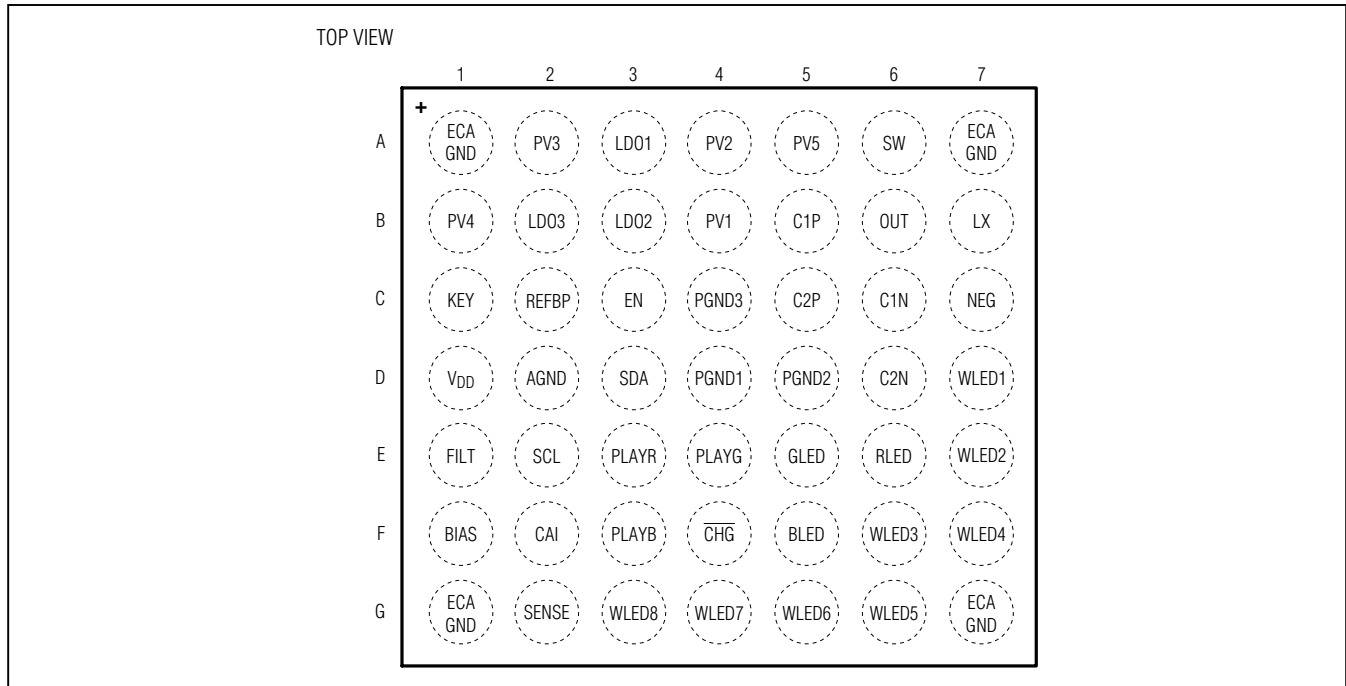 TOP VIEW
1 2 3 4 5 6 7
+
A ECA GND PV3 LDO1 PV2 PV5 SW ECA GND
B PV4 LDO3 LDO2 PV1 C1P OUT LX
C KEY REFBP EN PGND3 C2P C1N NEG
D VDD AGND SDA PGND1 PGND2 C2N WLED1
E FILT SCL PLAYR PLAYG GLED RLED WLED2
F BIAS CAI PLAYB CHG BLED WLED3 WLED4
G ECA GND SENSE WLED8 WLED7 WLED6 WLED5 ECA GND